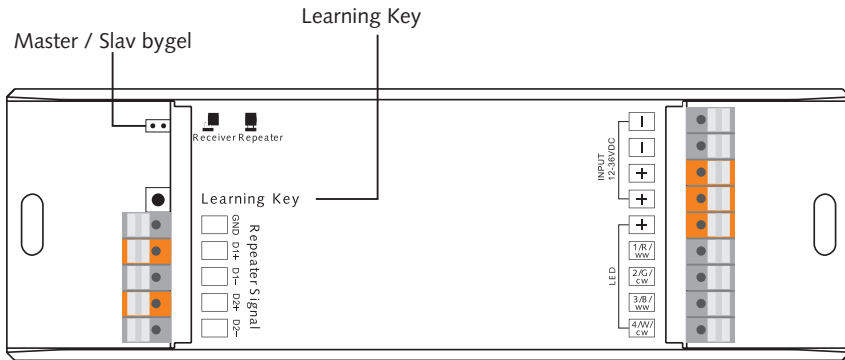 Learning Key
Master / Slav bygel
Receiver Repeater
Learning Key
Repeater Signal
GND
D1+
D1−
D2+
D2−
INPUT
12-36VDC
−
−
+
+
+
LED
1/R/
ww
2/G/
cw
3/B/
ww
4/W/
cw